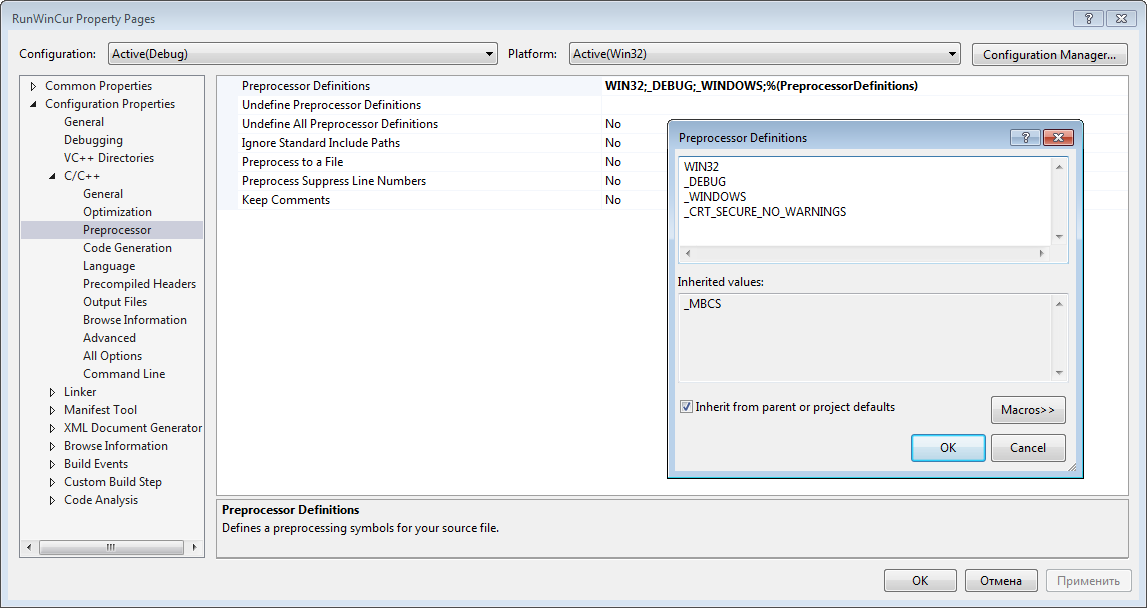 RunWinCur Property Pages
Configuration: Active(Debug) Platform: Active(Win32) Configuration Manager...
Common Properties
Configuration Properties
General
Debugging
VC++ Directories
C/C++
General
Optimization
Preprocessor
Code Generation
Language
Precompiled Headers
Output Files
Browse Information
Advanced
All Options
Command Line
Linker
Manifest Tool
XML Document Generator
Browse Information
Build Events
Custom Build Step
Code Analysis
Preprocessor Definitions WIN32;_DEBUG;_WINDOWS;%(PreprocessorDefinitions)
Undefine Preprocessor Definitions
Undefine All Preprocessor Definitions No
Ignore Standard Include Paths No
Preprocess to a File No
Preprocess Suppress Line Numbers No
Keep Comments No
Preprocessor Definitions
WIN32
_DEBUG
_WINDOWS
_CRT_SECURE_NO_WARNINGS
Inherited values:
_MBCS
Inherit from parent or project defaults
Macros>>
OK Cancel
Preprocessor Definitions
Defines a preprocessing symbols for your source file.
OK Отмена Применить